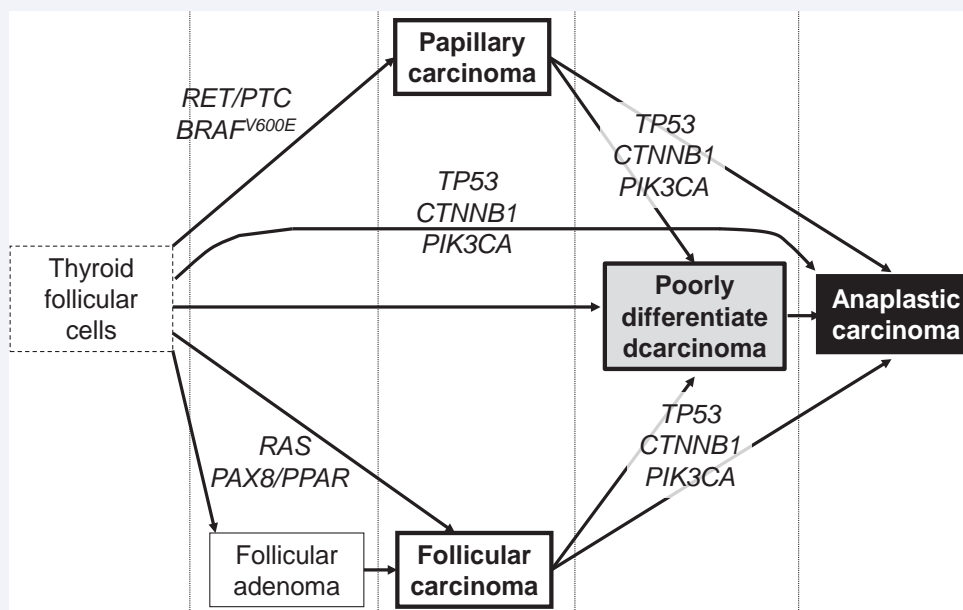 Papillary
carcinoma
RET/PTC
BRAFV600E
TP53
CTNNB1
PIK3CA
TP53
CTNNB1
PIK3CA
Thyroid
follicular
cells
Poorly
differentiate
dcarcinoma
Anaplastic
carcinoma
RAS
PAX8/PPAR
TP53
CTNNB1
PIK3CA
Follicular
adenoma
Follicular
carcinoma